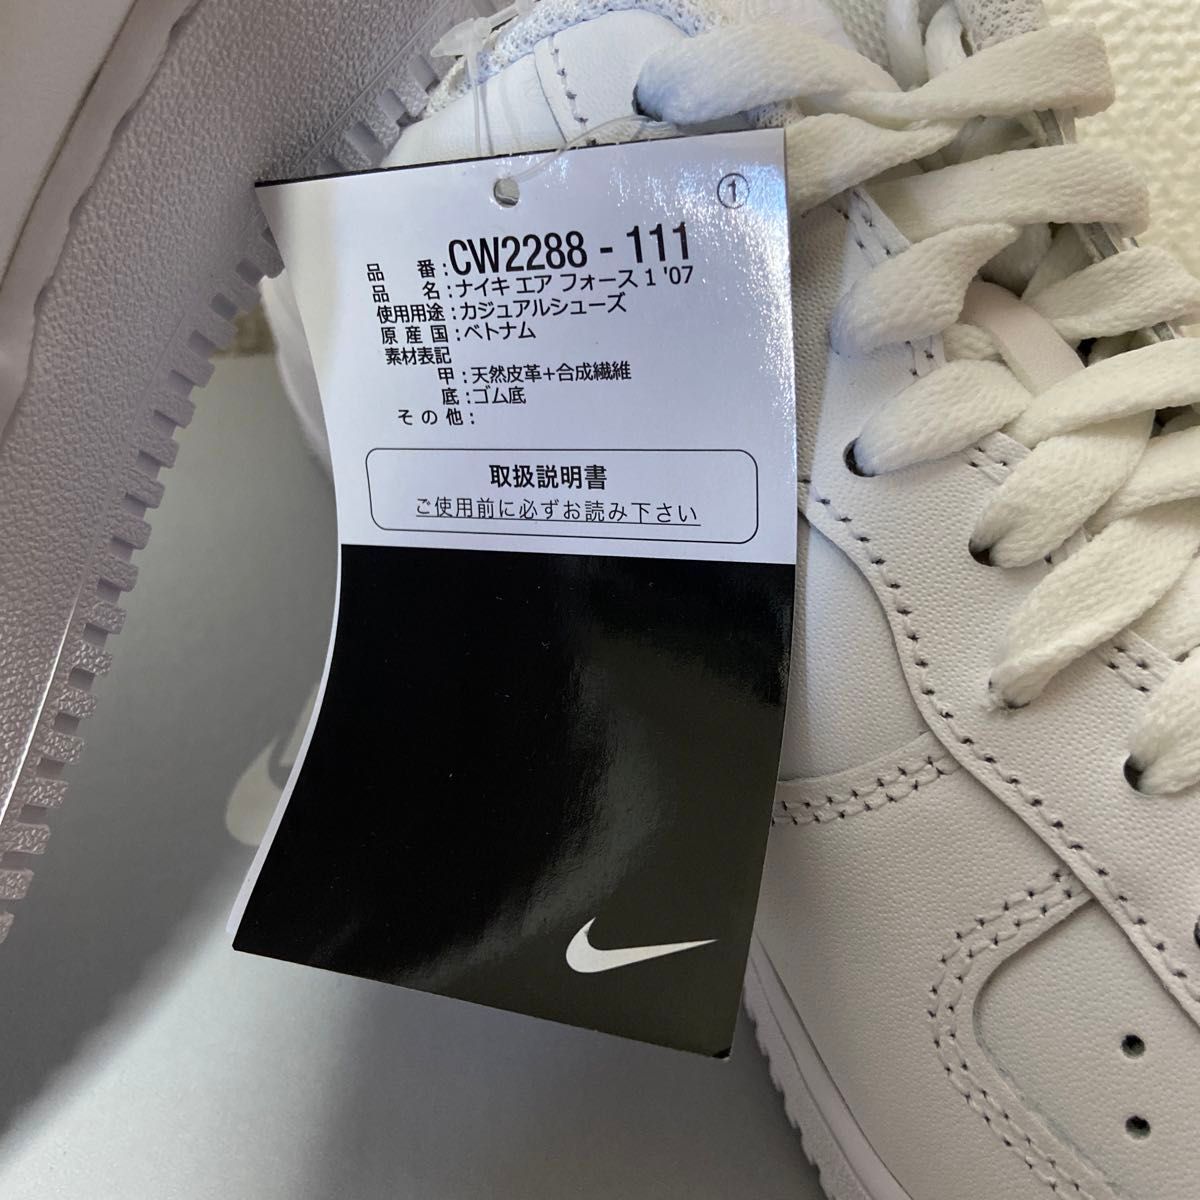 ①
品番:CW2288 - 111
品名:ナイキ エア フォース 1 '07
使用用途:カジュアルシューズ
原産国:ベトナム
素材表記
甲:天然皮革+合成繊維
底:ゴム底
その他:
取扱説明書
ご使用前に必ずお読み下さい